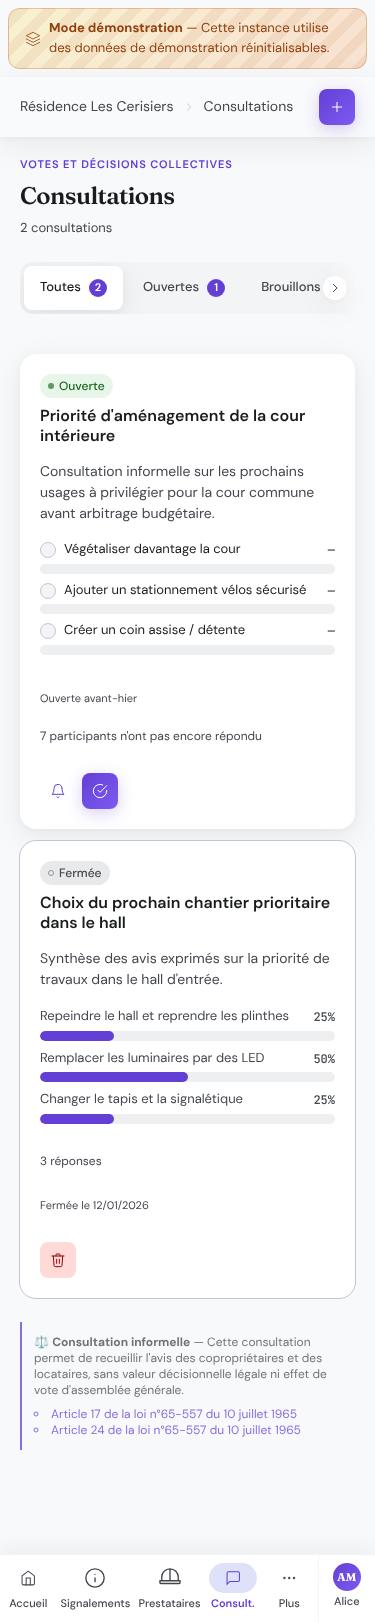 Mode démonstration — Cette instance utilise
des données de démonstration réinitialisables.
Résidence Les Cerisiers > Consultations +
VOTES ET DÉCISIONS COLLECTIVES
Consultations
2 consultations
Toutes 2 Ouvertes 1 Brouillons
Ouverte
Priorité d'aménagement de la cour
intérieure
Consultation informelle sur les prochains
usages à privilégier pour la cour commune
avant arbitrage budgétaire.
Végétaliser davantage la cour –
Ajouter un stationnement vélos sécurisé –
Créer un coin assise / détente –
Ouverte avant-hier
7 participants n'ont pas encore répondu
Fermée
Choix du prochain chantier prioritaire
dans le hall
Synthèse des avis exprimés sur la priorité de
travaux dans le hall d'entrée.
Repeindre le hall et reprendre les plinthes 25%
Remplacer les luminaires par des LED 50%
Changer le tapis et la signalétique 25%
3 réponses
Fermée le 12/01/2026
⚖️ Consultation informelle — Cette consultation
permet de recueillir l'avis des copropriétaires et des
locataires, sans valeur décisionnelle légale ni effet de
vote d'assemblée générale.
Article 17 de la loi n°65-557 du 10 juillet 1965
Article 24 de la loi n°65-557 du 10 juillet 1965
AM
Accueil Signalements Prestataires Consult. Plus Alice